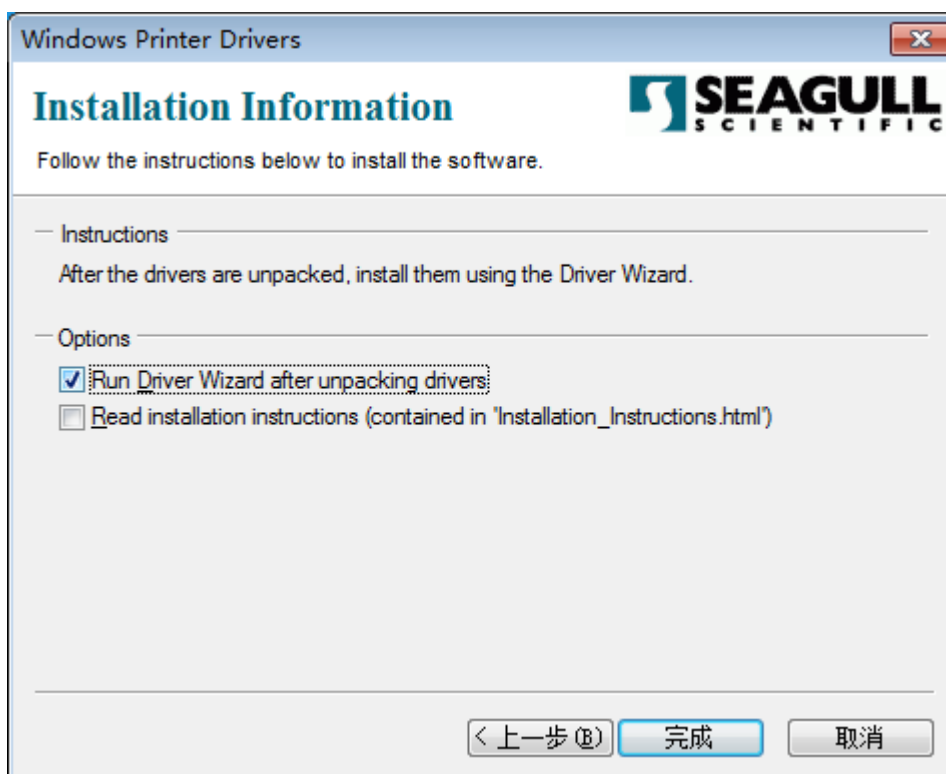 Windows Printer Drivers
Installation Information
SEAGULL
SCIENTIFIC
Follow the instructions below to install the software.
Instructions
After the drivers are unpacked, install them using the Driver Wizard.
Options
Run Driver Wizard after unpacking drivers
Read installation instructions (contained in "Installation_Instructions.html")
< 上一步(B) 完成 取消